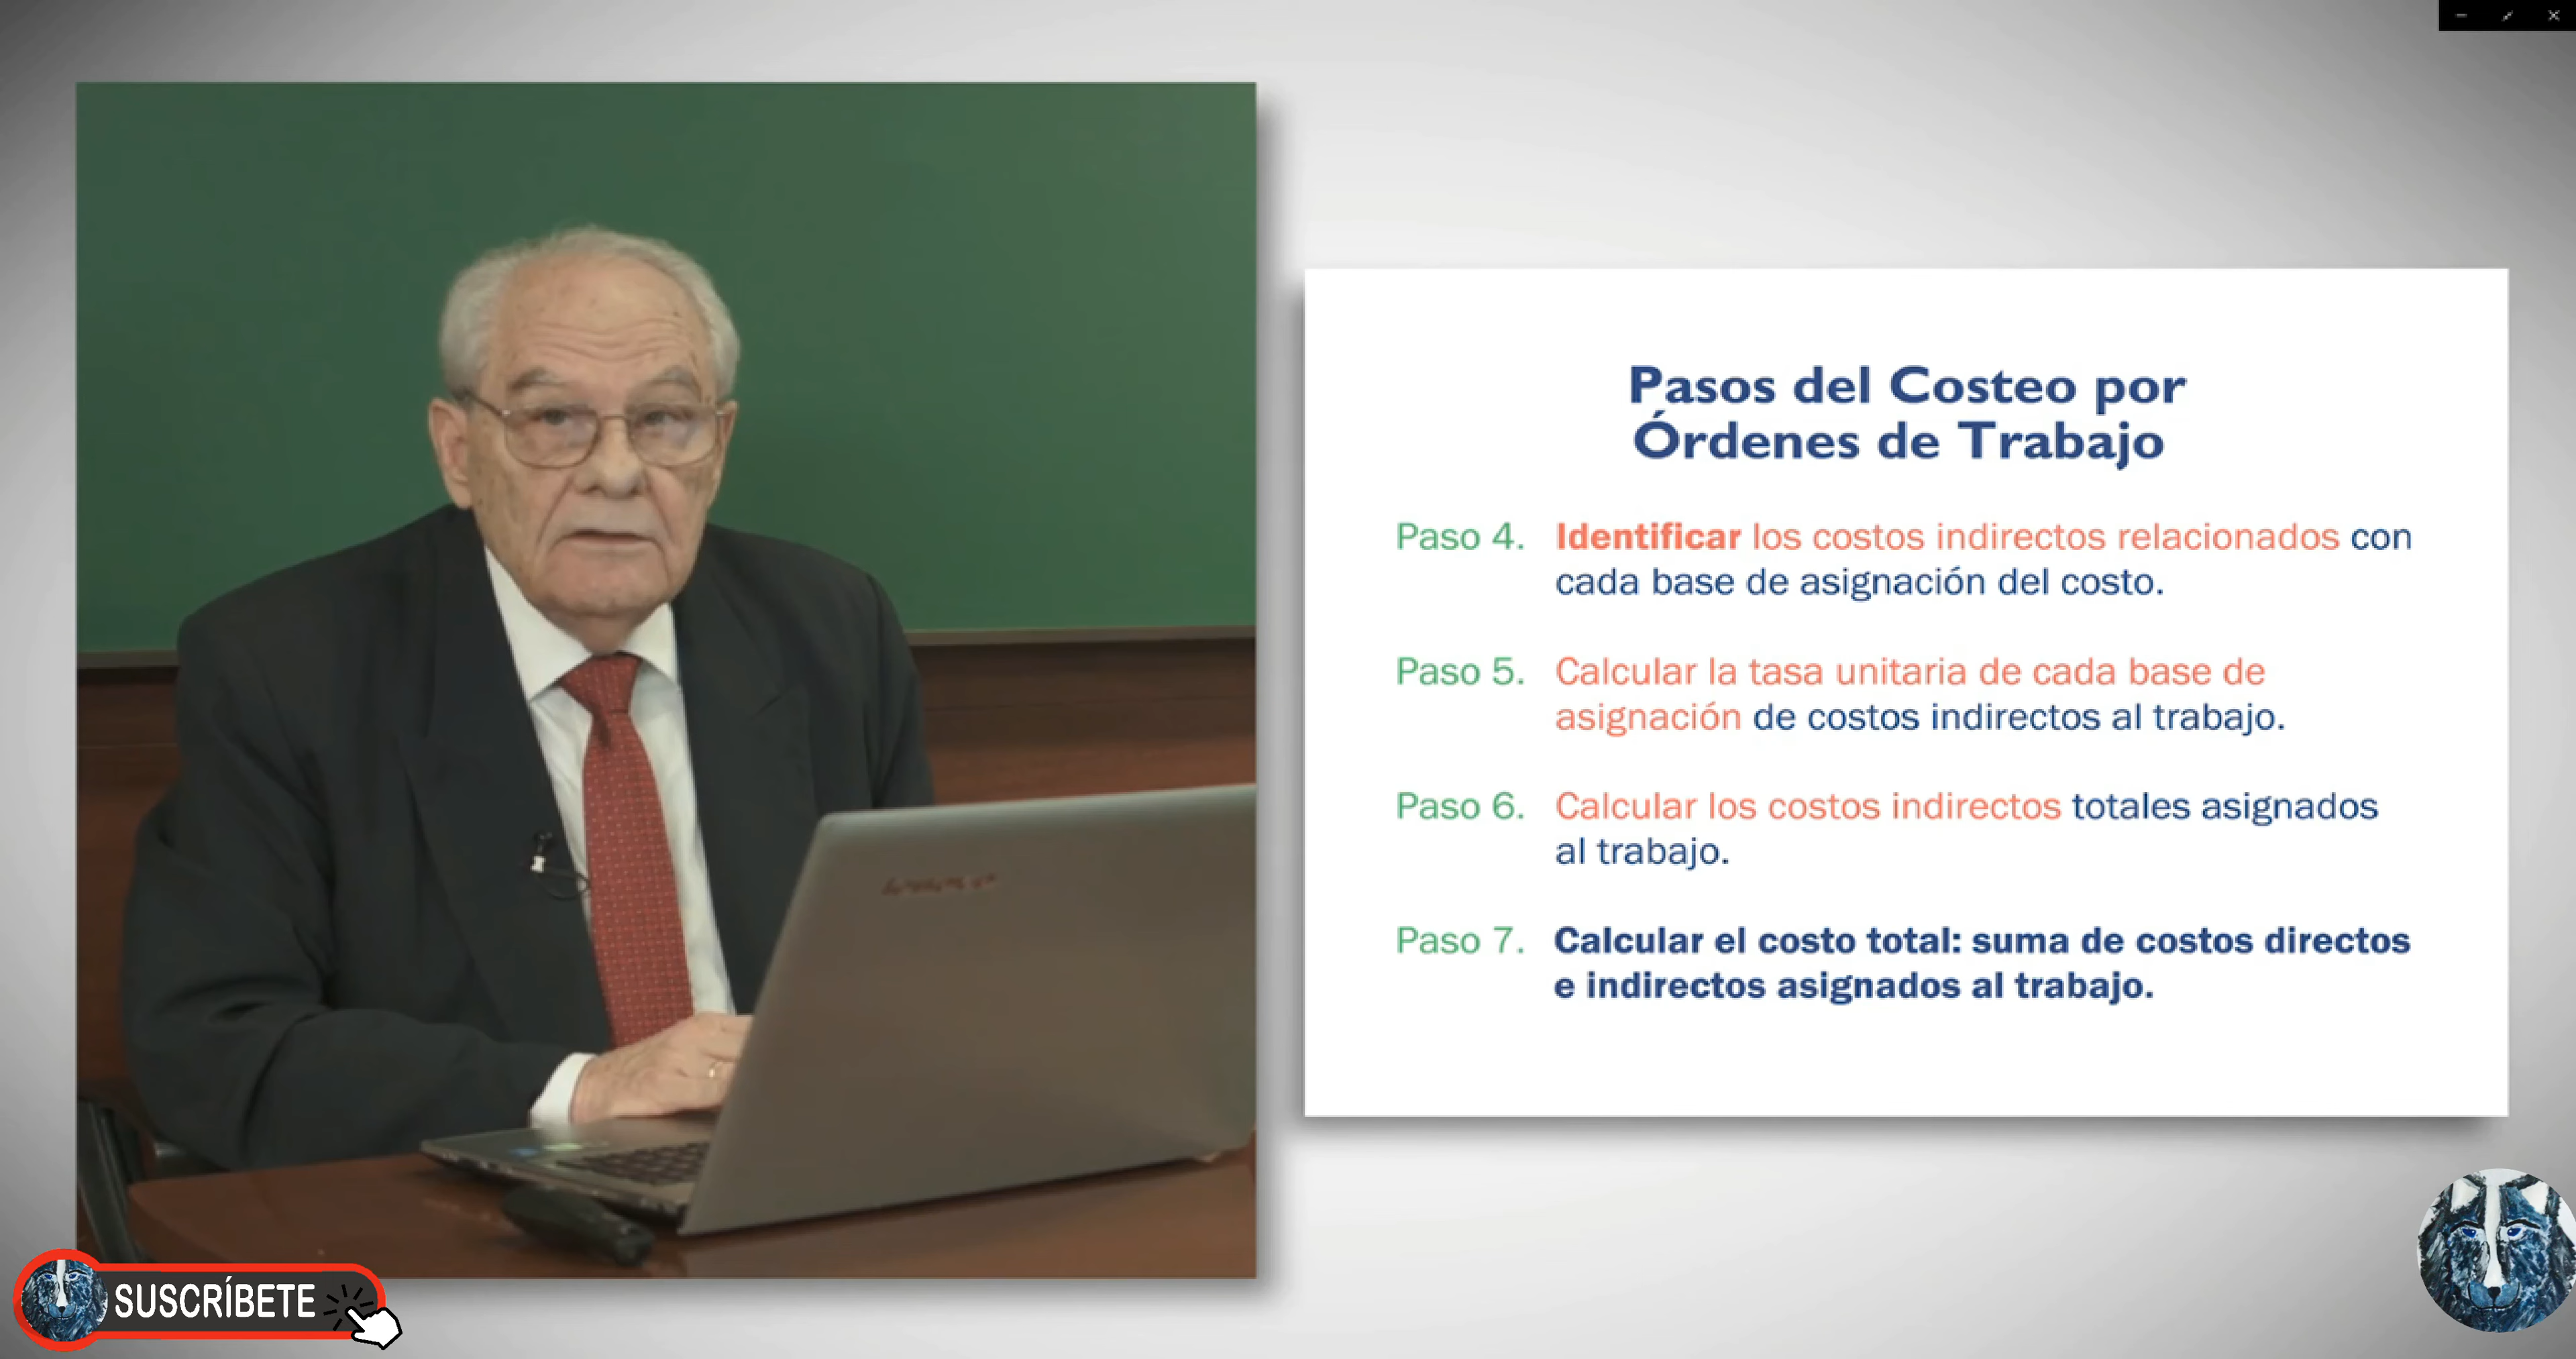 Pasos del Costeo por
Órdenes de Trabajo
Paso 4. Identificar los costos indirectos relacionados con
cada base de asignación del costo.
Paso 5. Calcular la tasa unitaria de cada base de
asignación de costos indirectos al trabajo.
Paso 6. Calcular los costos indirectos totales asignados
al trabajo.
Paso 7. Calcular el costo total: suma de costos directos
e indirectos asignados al trabajo.
SUSCRÍBETE